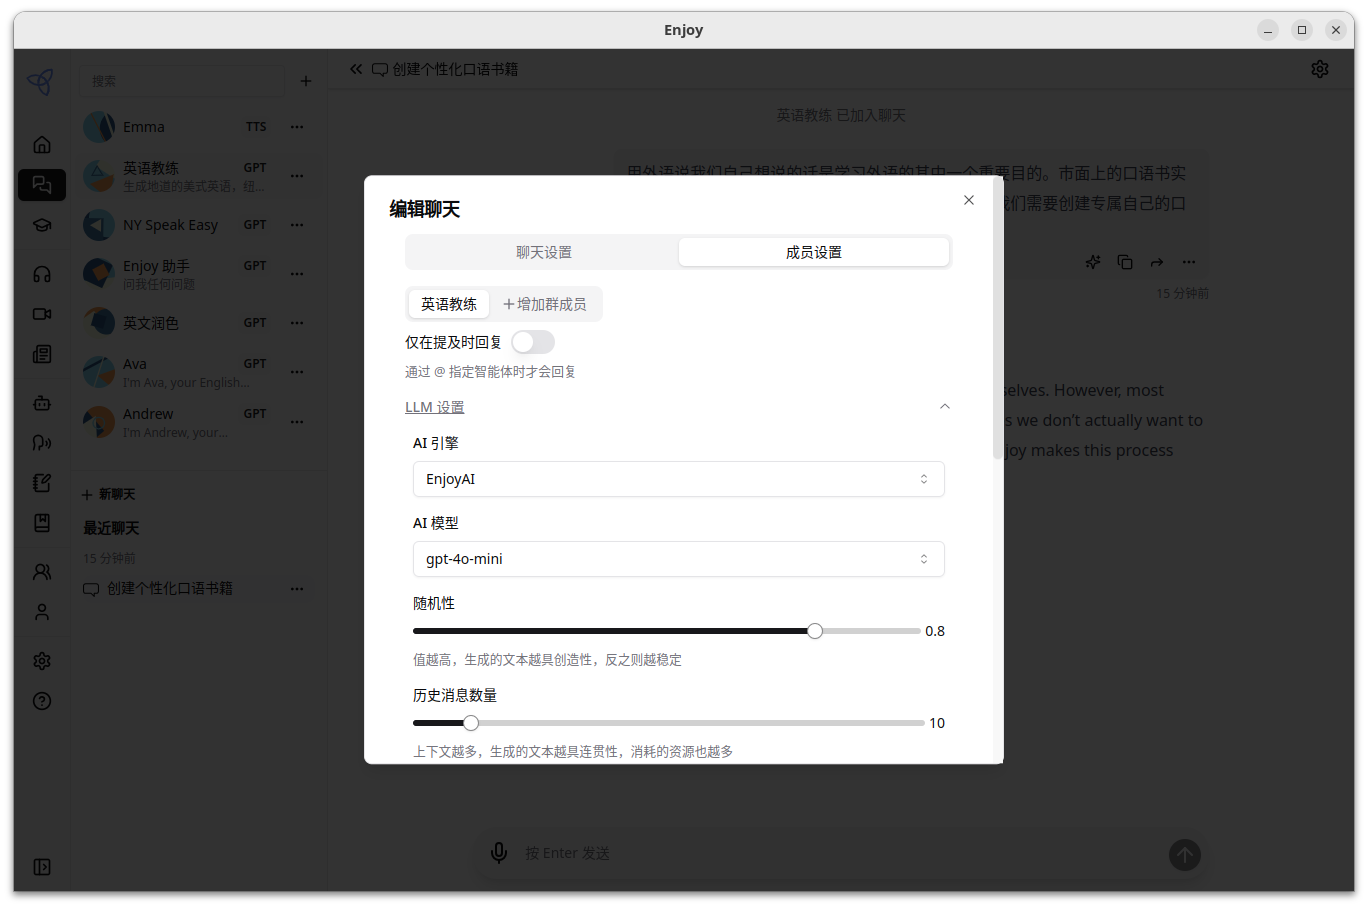 Enjoy
搜索
Emma
TTS
英语教练
GPT
生成地道的美式英语，纽...
NY Speak Easy
GPT
Enjoy 助手
GPT
问我任何问题
英文润色
GPT
Ava
GPT
I'm Ava, your English...
Andrew
GPT
I'm Andrew, your...
新聊天
最近聊天
15 分钟前
创建个性化口语书籍
创建个性化口语书籍
英语教练 已加入聊天
用外语说我们自己想说的话是学习外语的其中一个重要目的。市面上的口语书实
我们需要创建专属自己的口
15 分钟前
selves. However, most
s we don’t actually want to
joy makes this process
编辑聊天
聊天设置
成员设置
英语教练
增加群成员
仅在提及时回复
通过 @ 指定智能体时才会回复
LLM 设置
AI 引擎
EnjoyAI
AI 模型
gpt-4o-mini
随机性
0.8
值越高，生成的文本越具创造性，反之则越稳定
历史消息数量
10
上下文越多，生成的文本越具连贯性，消耗的资源也越多
按 Enter 发送